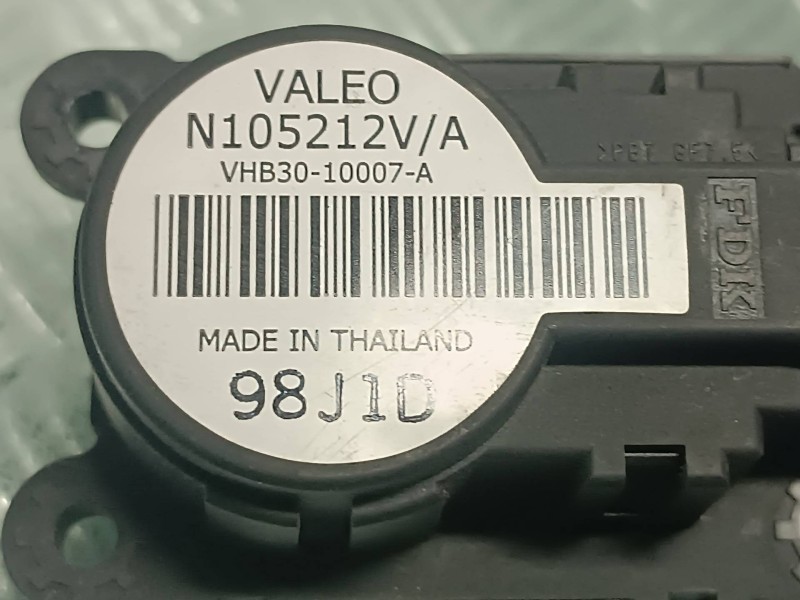 VALEO
N105212V/A
VHB30-10007-A
MADE IN THAILAND
98J1D
FDK